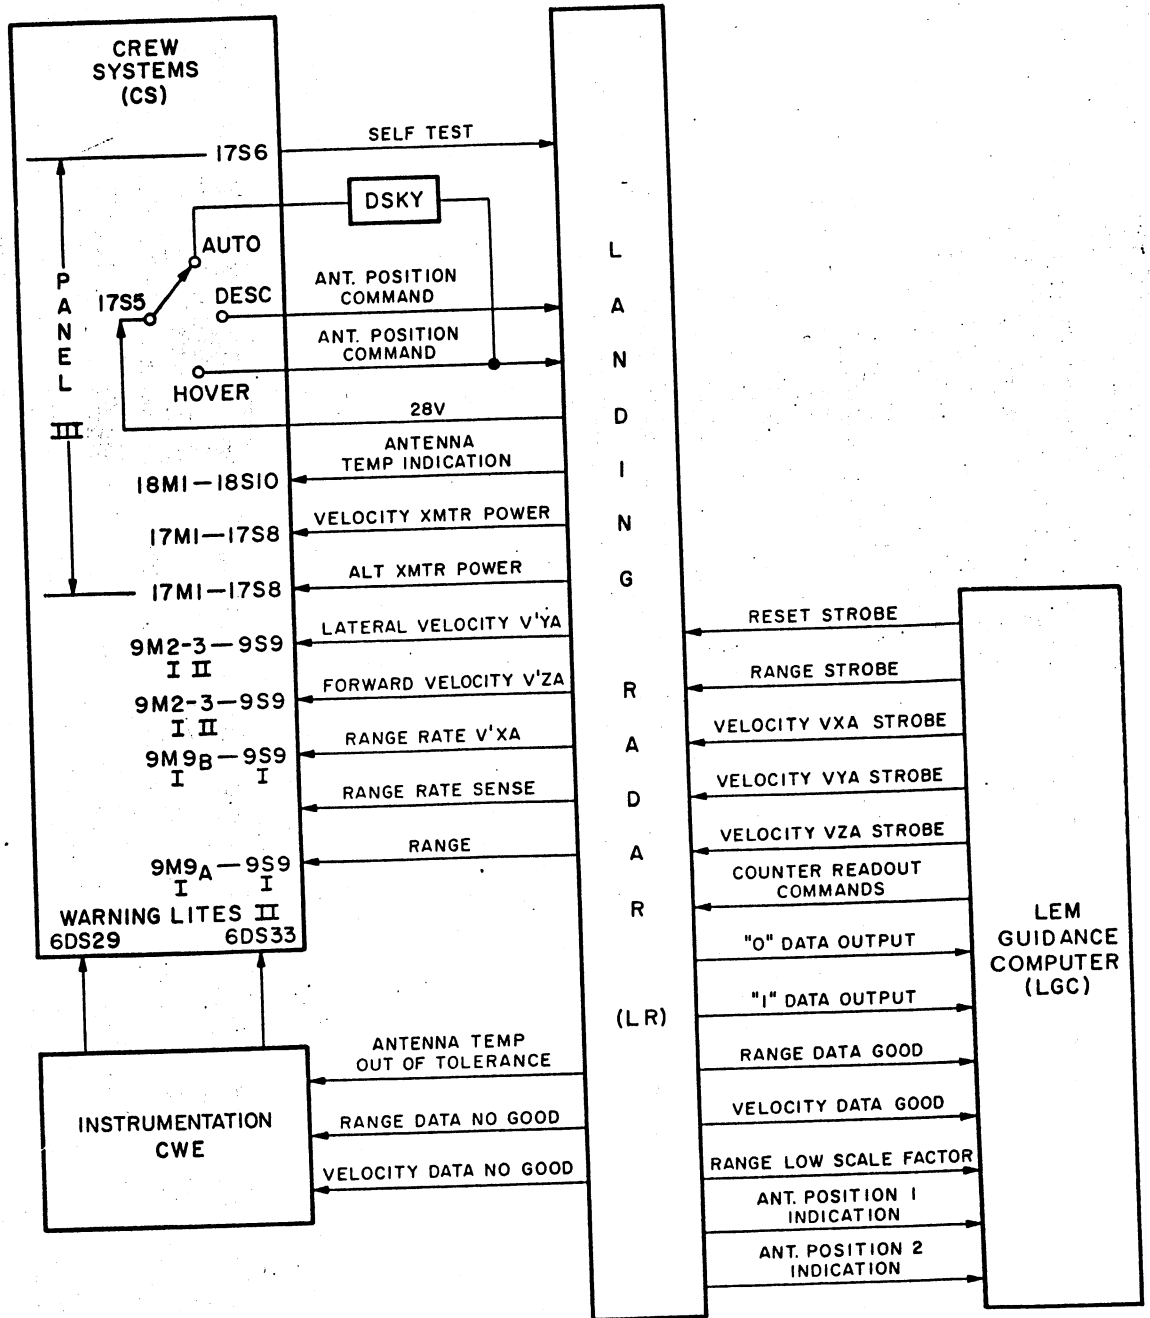 CREW
SYSTEMS
(CS)
17S6
SELF TEST
DSKY
AUTO
17S5
DESC
HOVER
PANEL
III
ANT. POSITION
COMMAND
ANT. POSITION
COMMAND
28V
ANTENNA
TEMP INDICATION
18M1—18S10
VELOCITY XMTR POWER
17M1—17S8
ALT XMTR POWER
17M1—17S8
LATERAL VELOCITY V'YA
9M2-3—9S9
I II
FORWARD VELOCITY V'ZA
9M2-3—9S9
I II
RANGE RATE V'XA
9M9B—9S9
I I
RANGE RATE SENSE
RANGE
9M9A—9S9
I I
WARNING LITES II
6DS29 6DS33
INSTRUMENTATION
CWE
ANTENNA TEMP
OUT OF TOLERANCE
RANGE DATA NO GOOD
VELOCITY DATA NO GOOD
LANDING
RADAR
(LR)
RESET STROBE
RANGE STROBE
VELOCITY VXA STROBE
VELOCITY VYA STROBE
VELOCITY VZA STROBE
COUNTER READOUT
COMMANDS
"O" DATA OUTPUT
"I" DATA OUTPUT
RANGE DATA GOOD
VELOCITY DATA GOOD
RANGE LOW SCALE FACTOR
ANT. POSITION 1
INDICATION
ANT. POSITION 2
INDICATION
LEM
GUIDANCE
COMPUTER
(LGC)